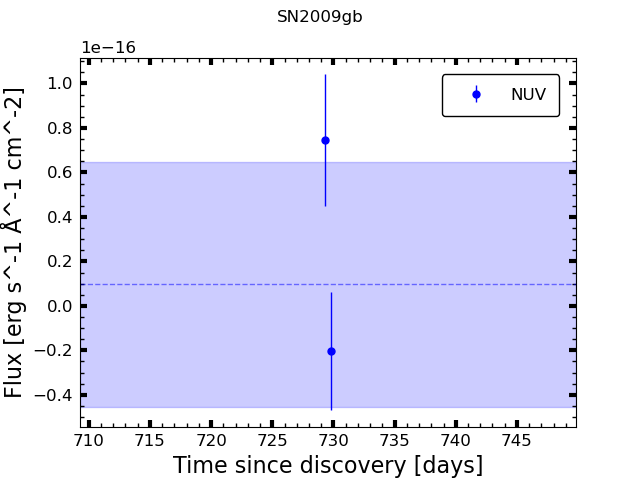 SN2009gb
1e−16
NUV
1.0
0.8
0.6
0.4
0.2
0.0
−0.2
−0.4
Flux [erg s^-1 Å^-1 cm^-2]
710 715 720 725 730 735 740 745
Time since discovery [days]